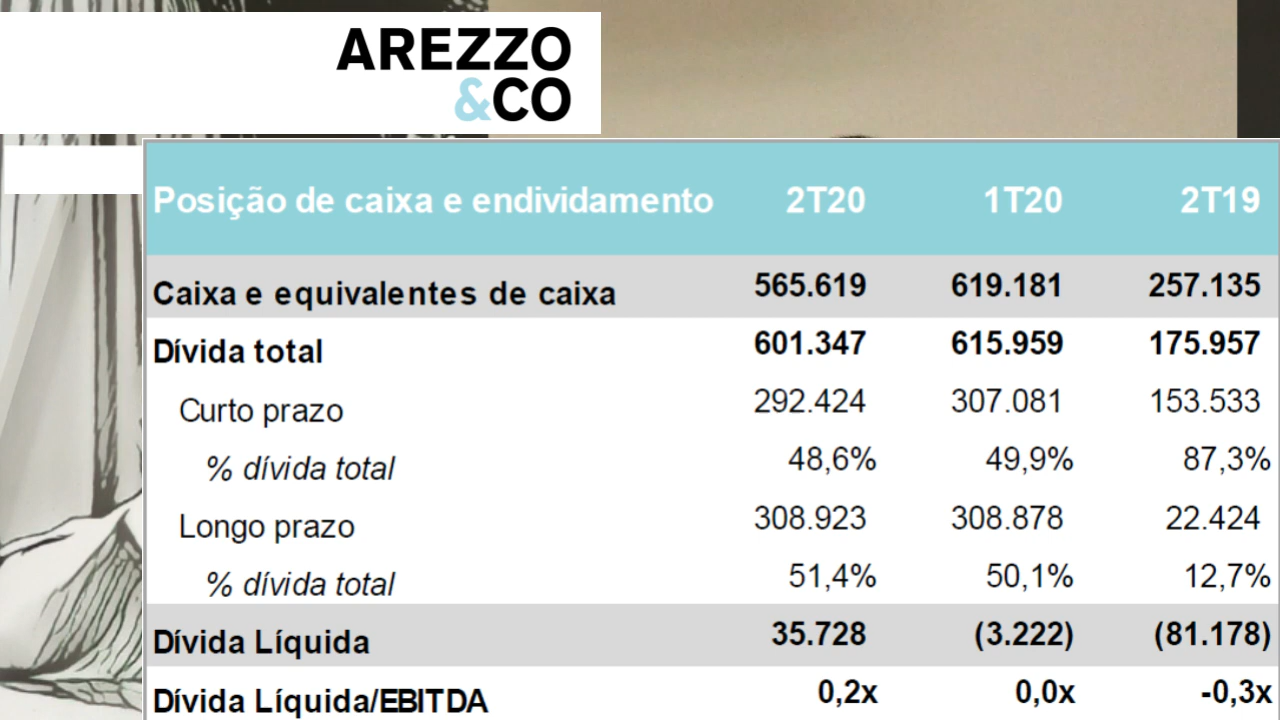 AREZZO
&CO
Posição de caixa e endividamento 2T20 1T20 2T19
Caixa e equivalentes de caixa 565.619 619.181 257.135
Dívida total 601.347 615.959 175.957
Curto prazo 292.424 307.081 153.533
% dívida total 48,6% 49,9% 87,3%
Longo prazo 308.923 308.878 22.424
% dívida total 51,4% 50,1% 12,7%
Dívida Líquida 35.728 (3.222) (81.178)
Dívida Líquida/EBITDA 0,2x 0,0x -0,3x